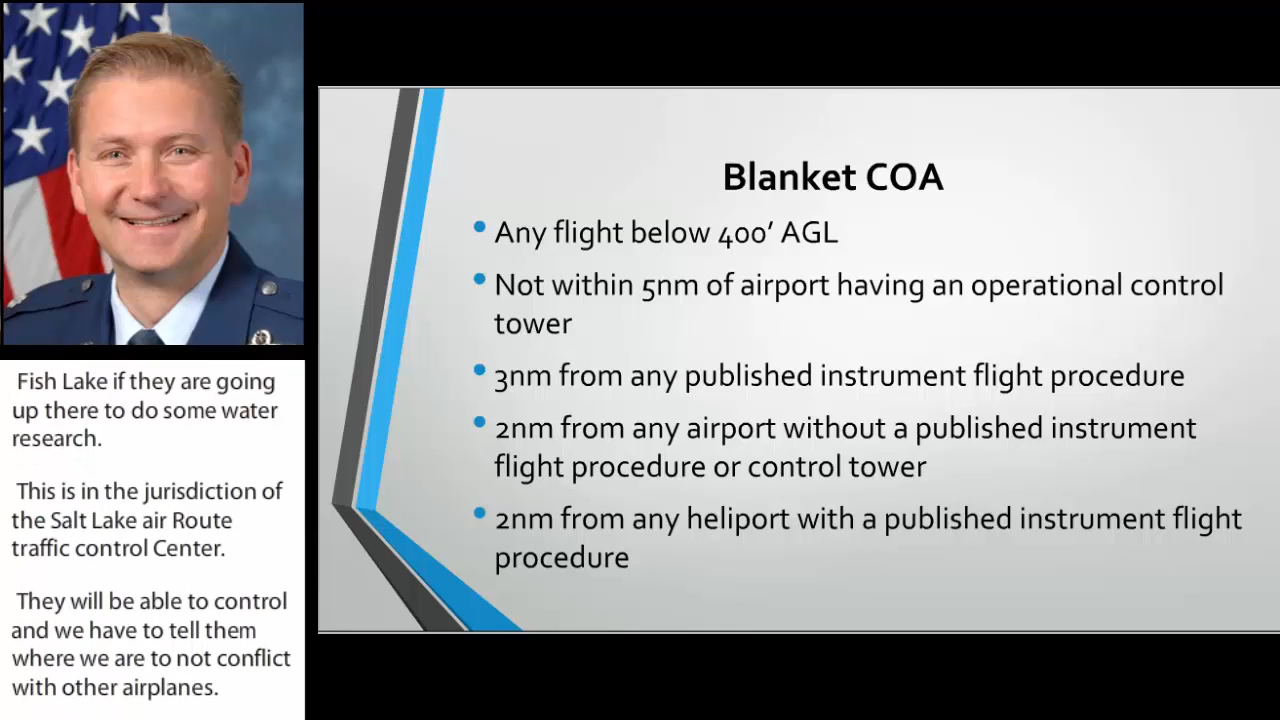 Blanket COA
• Any flight below 400' AGL
• Not within 5nm of airport having an operational control
tower
• 3nm from any published instrument flight procedure
• 2nm from any airport without a published instrument
flight procedure or control tower
• 2nm from any heliport with a published instrument flight
procedure
Fish Lake if they are going
up there to do some water
research.
This is in the jurisdiction of
the Salt Lake air Route
traffic control Center.
They will be able to control
and we have to tell them
where we are to not conflict
with other airplanes.